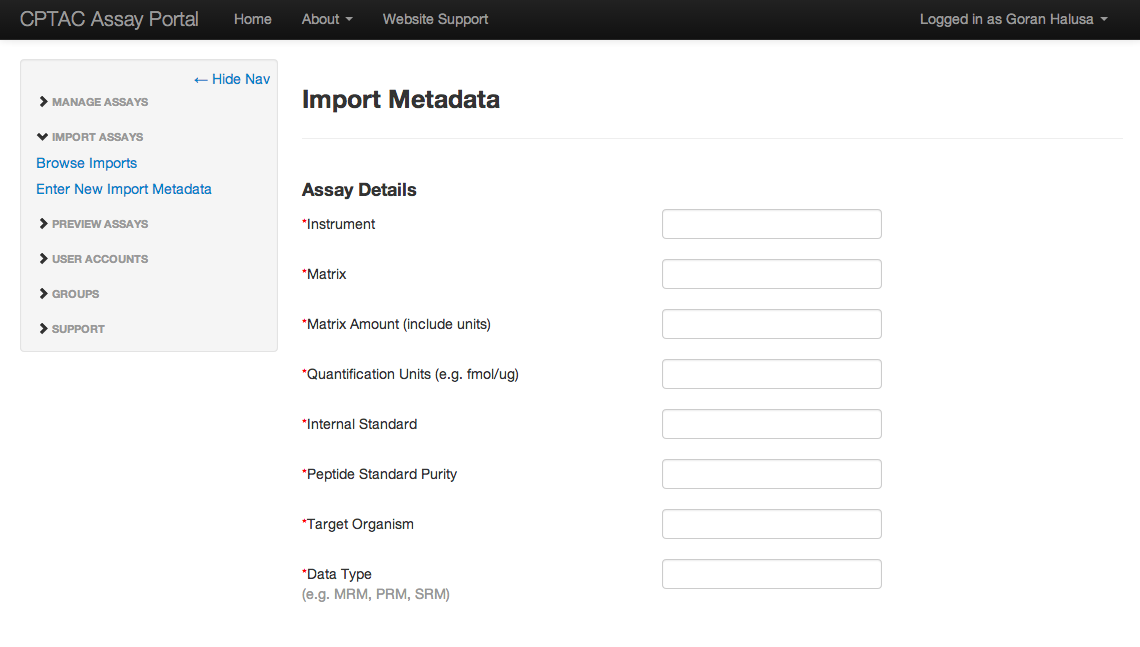 CPTAC Assay Portal Home About Website Support Logged in as Goran Halusa
← Hide Nav
MANAGE ASSAYS
IMPORT ASSAYS
Browse Imports
Enter New Import Metadata
PREVIEW ASSAYS
USER ACCOUNTS
GROUPS
SUPPORT
Import Metadata
Assay Details
*Instrument
*Matrix
*Matrix Amount (include units)
*Quantification Units (e.g. fmol/ug)
*Internal Standard
*Peptide Standard Purity
*Target Organism
*Data Type
(e.g. MRM, PRM, SRM)